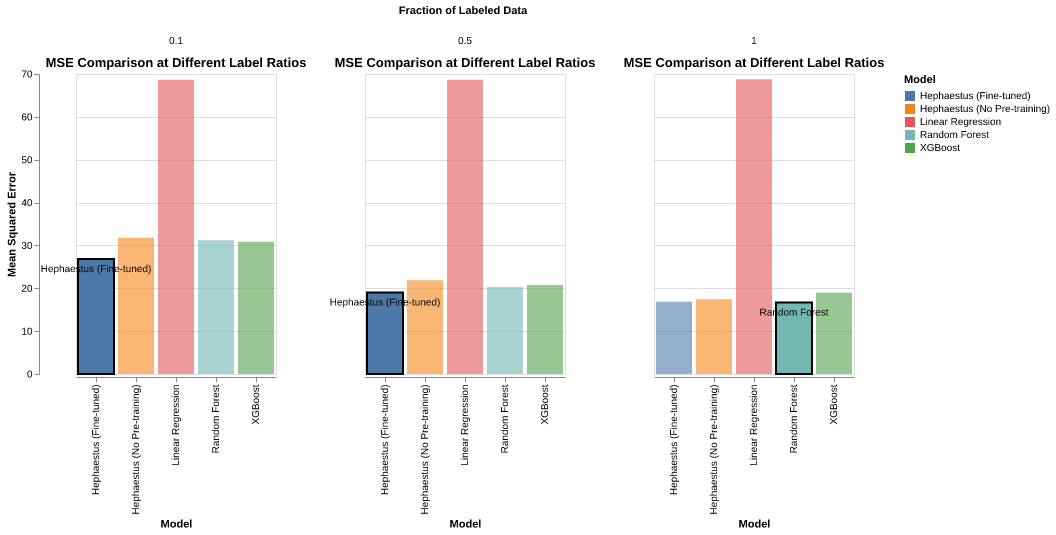 Fraction of Labeled Data
0.1
0.5
1
MSE Comparison at Different Label Ratios
MSE Comparison at Different Label Ratios
MSE Comparison at Different Label Ratios
Mean Squared Error
70
60
50
40
30
20
10
0
Hephaestus (Fine-tuned)
Hephaestus (Fine-tuned)
Random Forest
Hephaestus (Fine-tuned)
Hephaestus (No Pre-training)
Linear Regression
Random Forest
XGBoost
Model
Hephaestus (Fine-tuned)
Hephaestus (No Pre-training)
Linear Regression
Random Forest
XGBoost
Model
Hephaestus (Fine-tuned)
Hephaestus (No Pre-training)
Linear Regression
Random Forest
XGBoost
Model
Model
Hephaestus (Fine-tuned)
Hephaestus (No Pre-training)
Linear Regression
Random Forest
XGBoost